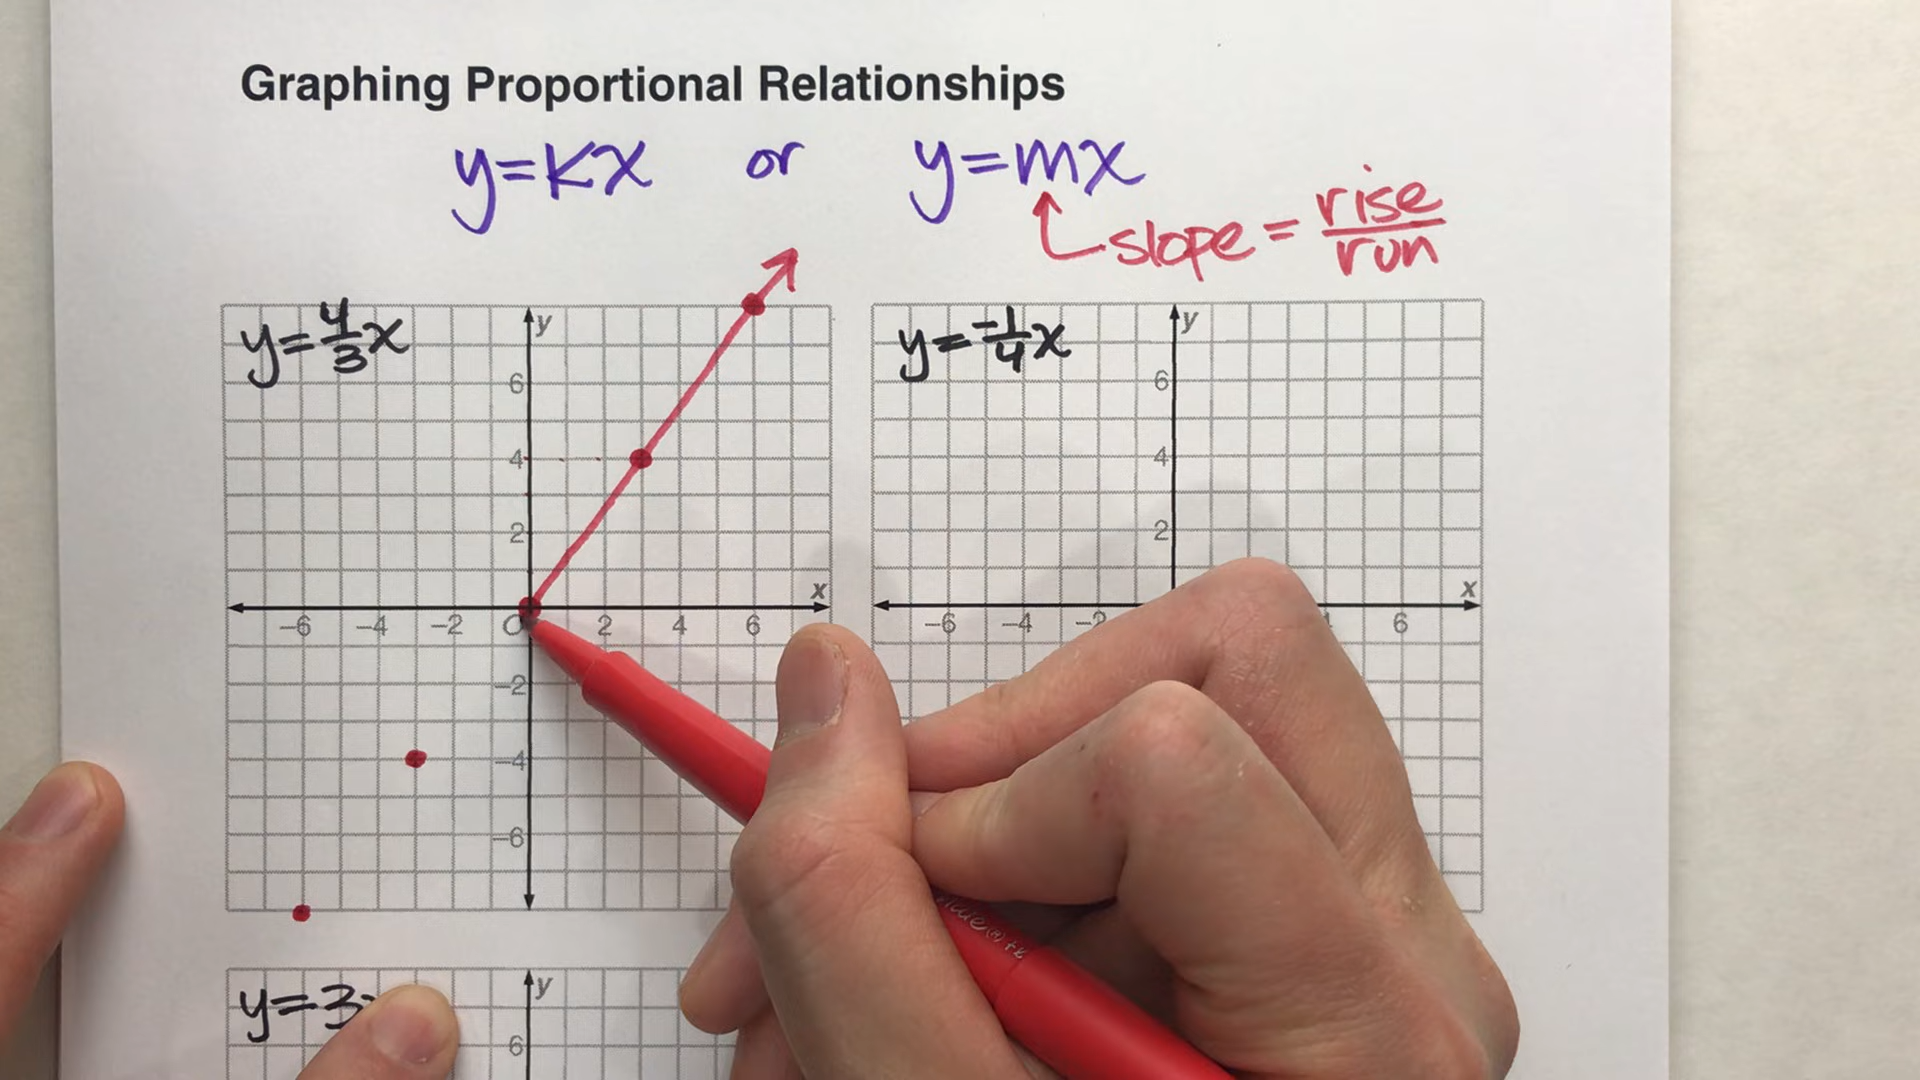 Graphing Proportional Relationships
y=kx or y=mx
slope = rise/run
y=4/3x
y
6
4
2
x
−6 −4 −2 O 2 4 6
−2
−4
−6
y=-1/4x
y
6
4
2
x
−6 −4 −2 6
y=3
y
6